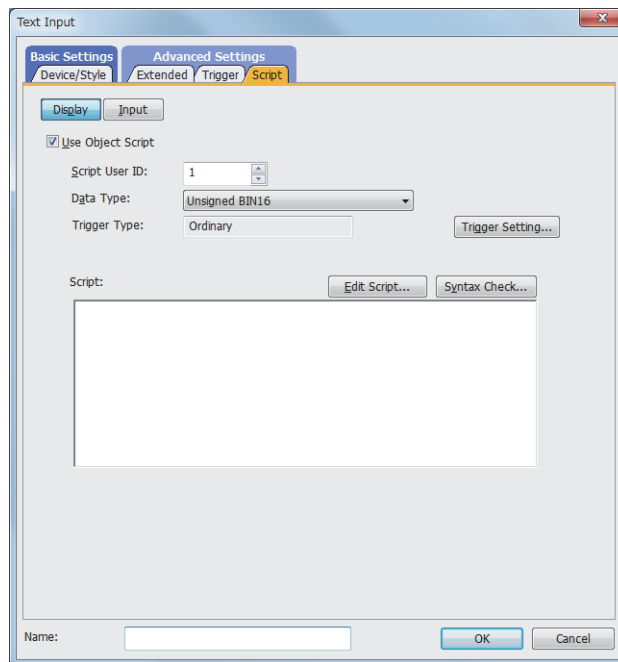 Text Input
Basic Settings Advanced Settings
Device/Style Extended Trigger Script
Display Input
Use Object Script
Script User ID: 1
Data Type: Unsigned BIN16
Trigger Type: Ordinary Trigger Setting...
Script: Edit Script... Syntax Check...
Name: OK Cancel